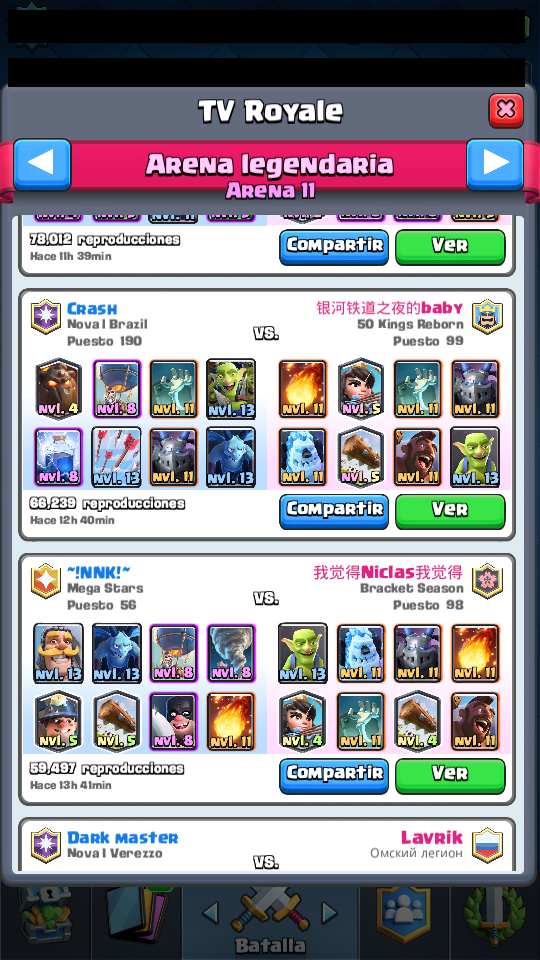 TV Royale
Arena legendaria
Arena 11
78,012 reproducciones
Hace 11h 39min
Compartir
Ver
Crash
Nova l Brazil
Puesto 190
vs.
银河铁道之夜的baby
50 Kings Reborn
Puesto 99
Nvl. 4 Nvl. 8 Nvl. 11 Nvl. 13 Nvl. 11 Nvl. 5 Nvl. 11 Nvl. 11
Nvl. 8 Nvl. 13 Nvl. 11 Nvl. 13 Nvl. 11 Nvl. 5 Nvl. 11 Nvl. 13
66,239 reproducciones
Hace 12h 40min
Compartir
Ver
~!NNK!~
Mega Stars
Puesto 56
vs.
我觉得Niclas我觉得
Bracket Season
Puesto 98
Nvl. 13 Nvl. 13 Nvl. 8 Nvl. 8 Nvl. 13 Nvl. 11 Nvl. 11 Nvl. 11
Nvl. 5 Nvl. 5 Nvl. 8 Nvl. 11 Nvl. 4 Nvl. 11 Nvl. 4 Nvl. 11
59,497 reproducciones
Hace 13h 41min
Compartir
Ver
Dark master
Nova l Verezzo
vs.
Lavrik
Омский легион
Batalla